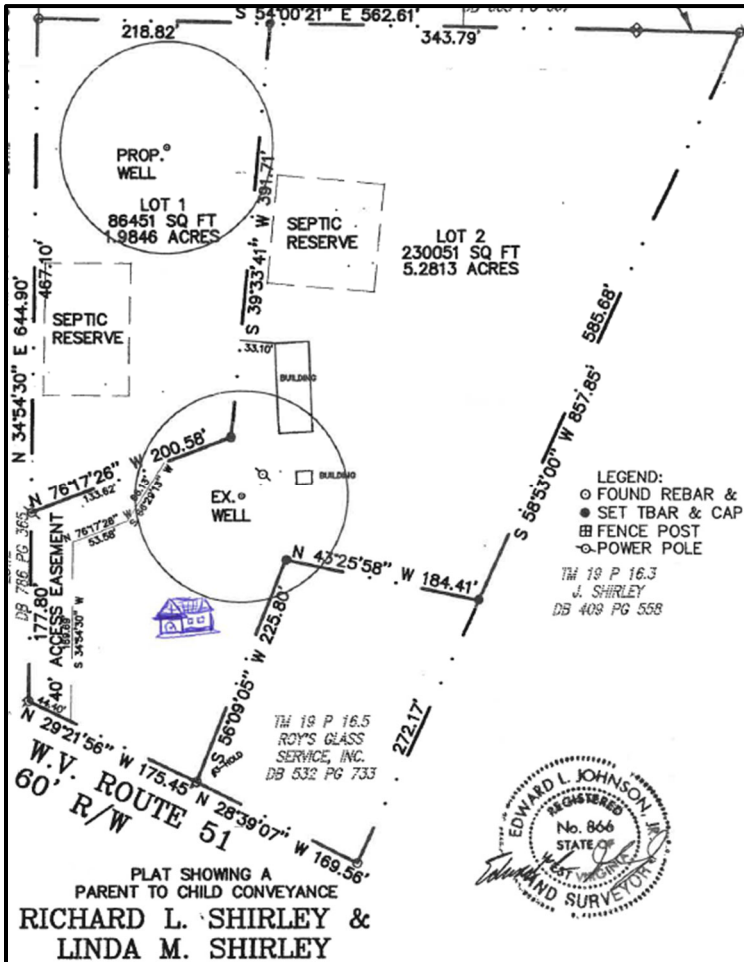 S 54°00'21" E 562.61'
218.82'
343.79'
PROP.
WELL
LOT 1
86451 SQ FT
1.9846 ACRES
S 39°33'41" W 391.71'
SEPTIC
RESERVE
LOT 2
230051 SQ FT
5.2813 ACRES
N 34°54'30" E 644.90'
467.10'
SEPTIC
RESERVE
33.10'
BUILDING
585.68'
S 58°53'00" W 857.85'
N 76°17'26" W 200.58'
133.62'
BUILDING
EX.
WELL
N 76°17'26" W
53.58'
LEGEND:
FOUND REBAR &
SET TBAR & CAP
FENCE POST
POWER POLE
DB 786 PG 365
177.80'
40' ACCESS EASEMENT
S 34°54'30" W
N 43°25'58" W 184.41'
TM 19 P 16.3
J. SHIRLEY
DB 409 PG 558
S 56°09'05" W 225.80'
44.40'
N 29°21'56" W 175.45'
TM 19 P 16.5
ROY'S GLASS
SERVICE, INC.
DB 532 PG 733
272.17'
W.V. ROUTE 51
60' R/W
N 28°39'07" W 169.56'
EDWARD L. JOHNSON, JR.
REGISTERED
No. 866
STATE OF
WEST VIRGINIA
LAND SURVEYOR
PLAT SHOWING A
PARENT TO CHILD CONVEYANCE
RICHARD L. SHIRLEY &
LINDA M. SHIRLEY